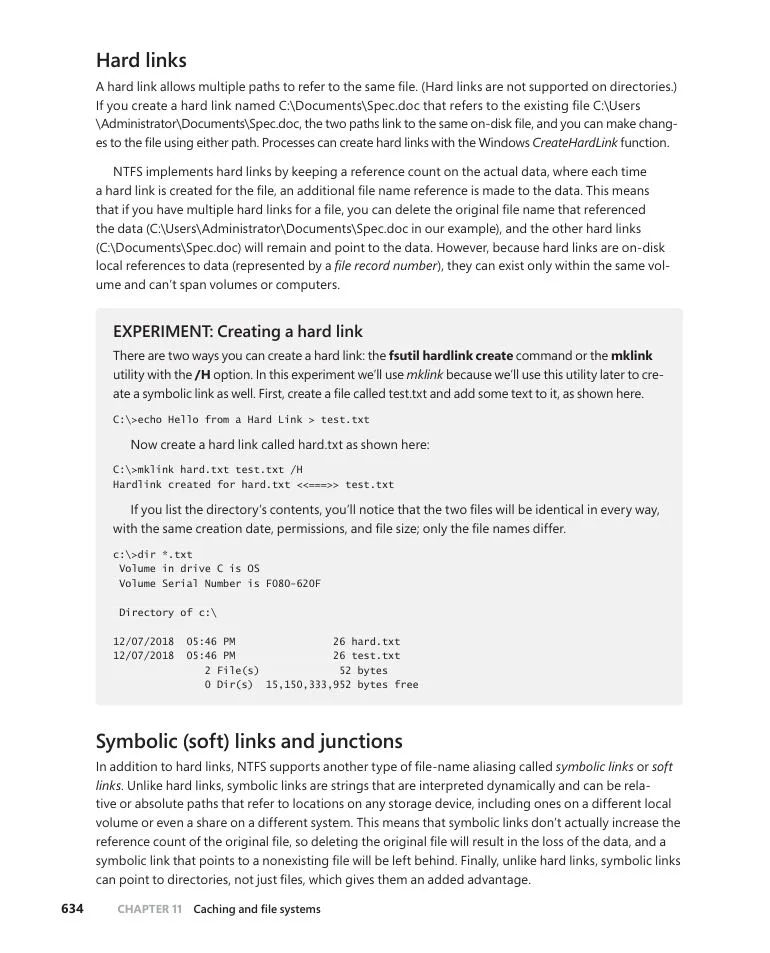 Hard links
A hard link allows multiple paths to refer to the same file. (Hard links are not supported on directories.)
If you create a hard link named C:\Documents\Spec.doc that refers to the existing file C:\Users
\Administrator\Documents\Spec.doc, the two paths link to the same on-disk file, and you can make chang-
es to the file using either path. Processes can create hard links with the Windows CreateHardLink function.
NTFS implements hard links by keeping a reference count on the actual data, where each time
a hard link is created for the file, an additional file name reference is made to the data. This means
that if you have multiple hard links for a file, you can delete the original file name that referenced
the data (C:\Users\Administrator\Documents\Spec.doc in our example), and the other hard links
(C:\Documents\Spec.doc) will remain and point to the data. However, because hard links are on-disk
local references to data (represented by a file record number), they can exist only within the same vol-
ume and can't span volumes or computers.
EXPERIMENT: Creating a hard link
There are two ways you can create a hard link: the fsutil hardlink create command or the mklink
utility with the /H option. In this experiment we'll use mklink because we'll use this utility later to cre-
ate a symbolic link as well. First, create a file called test.txt and add some text to it, as shown here.
C:\>echo Hello from a Hard Link > test.txt
Now create a hard link called hard.txt as shown here:
C:\>mklink hard.txt test.txt /H
Hardlink created for hard.txt <<===>> test.txt
If you list the directory's contents, you'll notice that the two files will be identical in every way,
with the same creation date, permissions, and file size; only the file names differ.
c:\>dir *.txt
Volume in drive C is OS
Volume Serial Number is F080-620F
Directory of c:\
12/07/2018 05:46 PM 26 hard.txt
12/07/2018 05:46 PM 26 test.txt
2 File(s) 52 bytes
0 Dir(s) 15,150,333,952 bytes free
Symbolic (soft) links and junctions
In addition to hard links, NTFS supports another type of file-name aliasing called symbolic links or soft
links. Unlike hard links, symbolic links are strings that are interpreted dynamically and can be rela-
tive or absolute paths that refer to locations on any storage device, including ones on a different local
volume or even a share on a different system. This means that symbolic links don't actually increase the
reference count of the original file, so deleting the original file will result in the loss of the data, and a
symbolic link that points to a nonexisting file will be left behind. Finally, unlike hard links, symbolic links
can point to directories, not just files, which gives them an added advantage.
634 CHAPTER 11 Caching and file systems